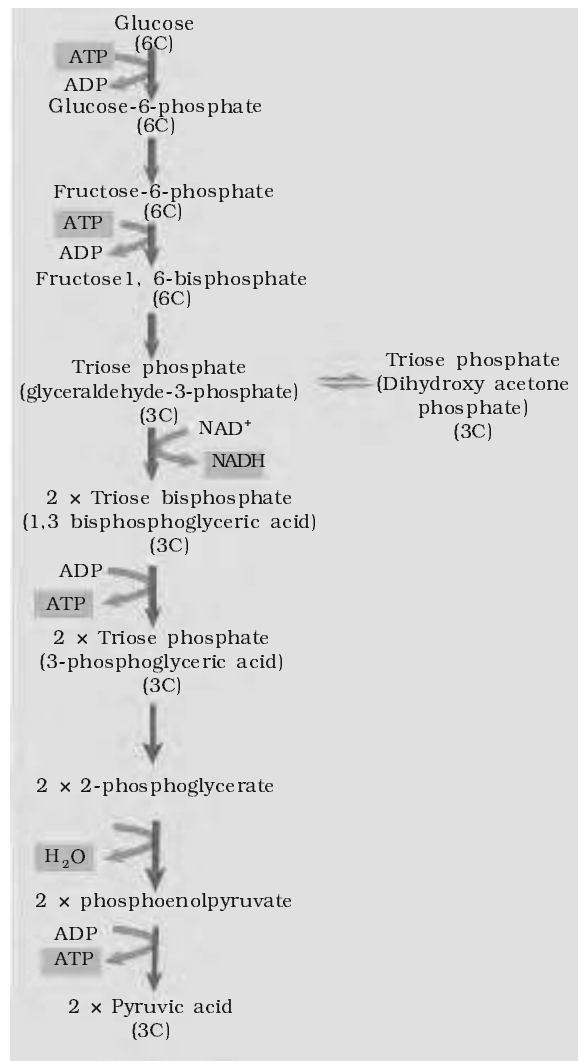 Glucose
(6C)
ATP
ADP
Glucose-6-phosphate
(6C)
Fructose-6-phosphate
(6C)
ATP
ADP
Fructose1, 6-bisphosphate
(6C)
Triose phosphate
(glyceraldehyde-3-phosphate)
(3C)
Triose phosphate
(Dihydroxy acetone
phosphate)
(3C)
NAD⁺
NADH
2 × Triose bisphosphate
(1,3 bisphosphoglyceric acid)
(3C)
ADP
ATP
2 × Triose phosphate
(3-phosphoglyceric acid)
(3C)
2 × 2-phosphoglycerate
H₂O
2 × phosphoenolpyruvate
ADP
ATP
2 × Pyruvic acid
(3C)